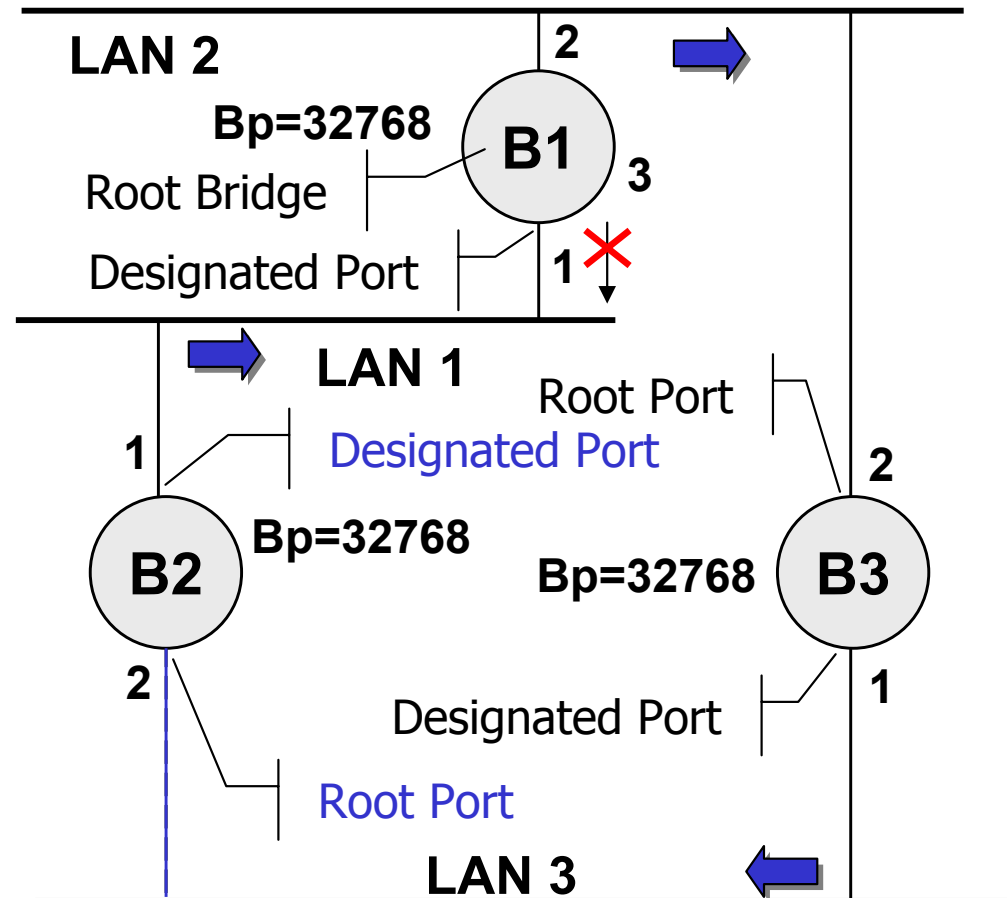 2
LAN 2
Bp=32768
B1
3
Root Bridge
Designated Port
1
LAN 1
Root Port
1
Designated Port
2
Bp=32768
B2
Bp=32768
B3
2
1
Designated Port
Root Port
LAN 3